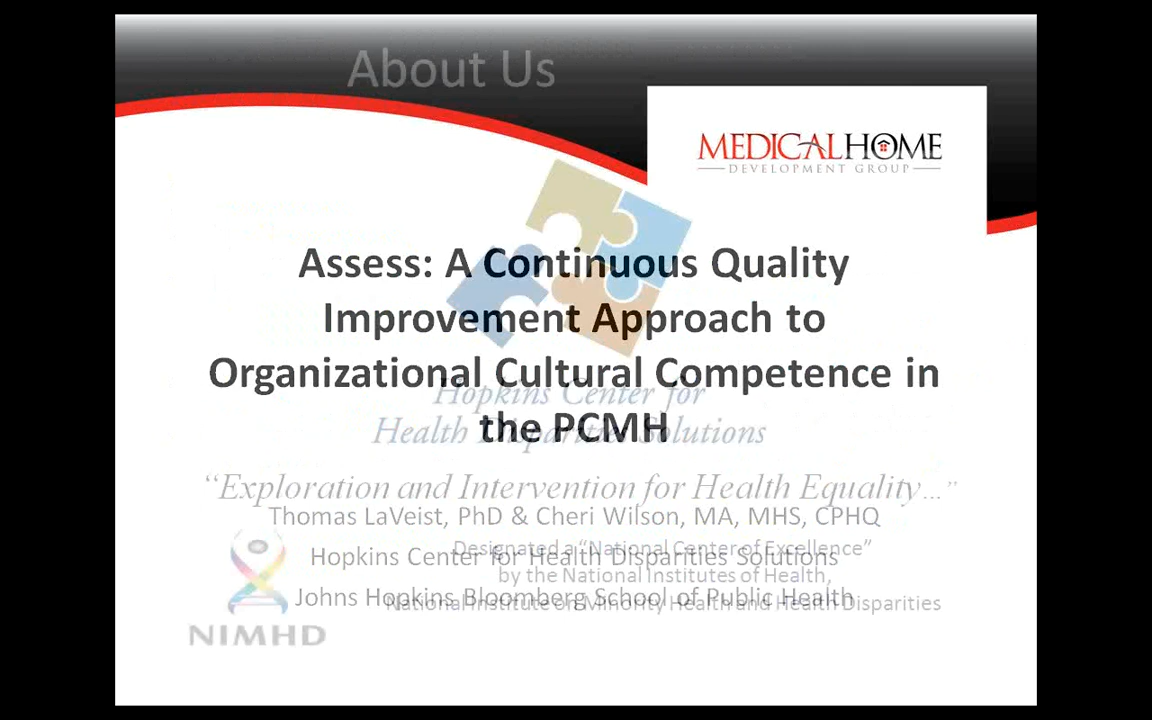 About Us
MEDICALHOME
DEVELOPMENT GROUP
Assess: A Continuous Quality
Improvement Approach to
Organizational Cultural Competence in
the PCMH
Hopkins Center for
Health Disparities Solutions
“Exploration and Intervention for Health Equality…”
Thomas LaVeist, PhD & Cheri Wilson, MA, MHS, CPHQ
Hopkins Center for Health Disparities Solutions
Johns Hopkins Bloomberg School of Public Health
Designated a “National Center of Excellence”
by the National Institutes of Health,
National Institute on Minority Health and Health Disparities
NIMHD